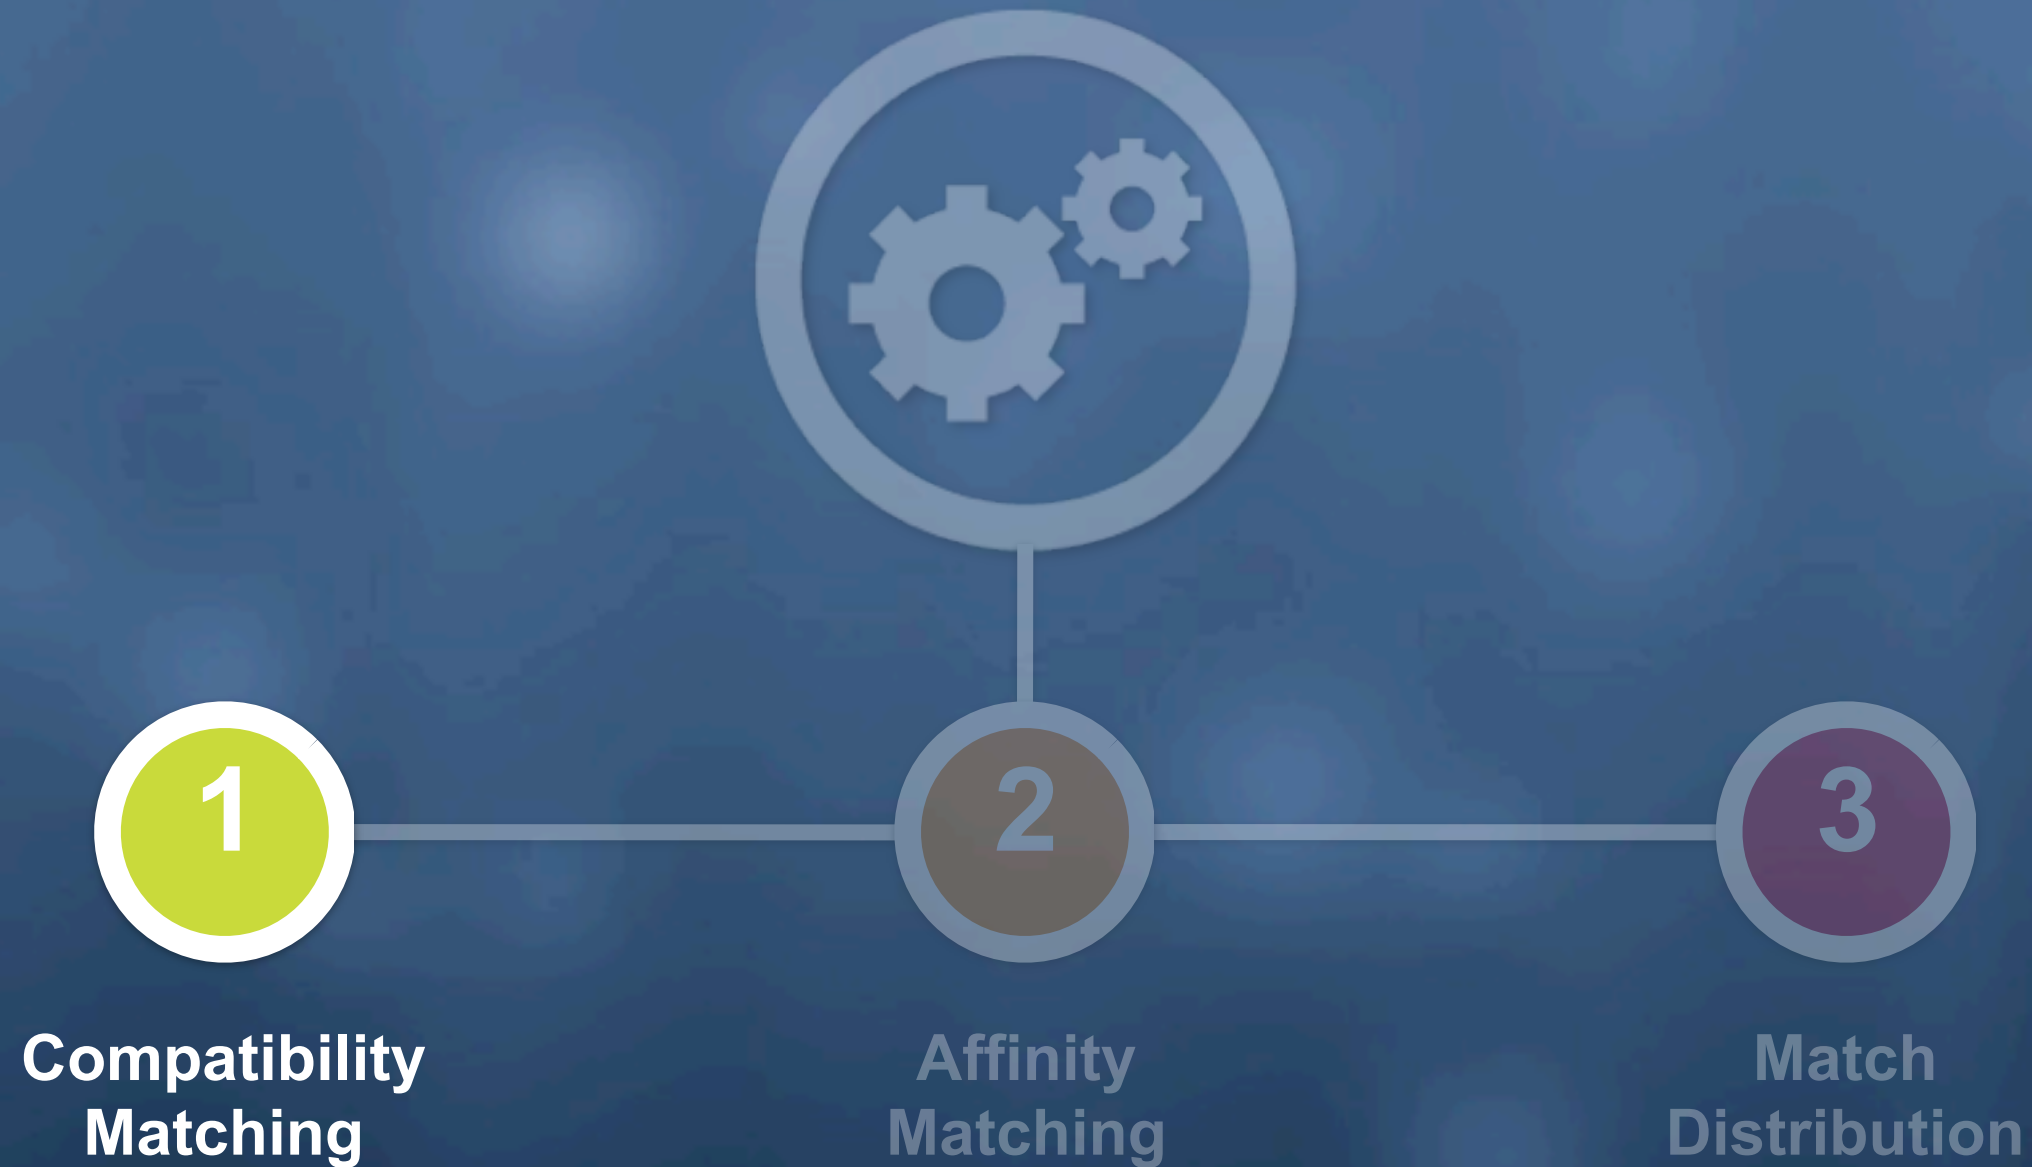 1
2
3
Compatibility
Matching
Affinity
Matching
Match
Distribution